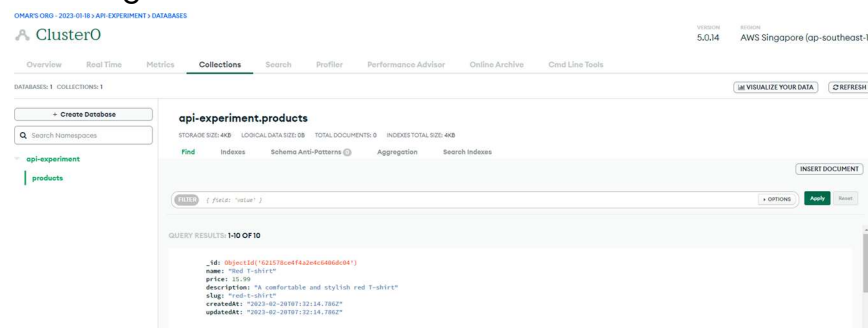 OMAR'S ORG - 2023-01-18 > API-EXPERIMENT > DATABASES
Cluster0
VERSION
5.0.14
REGION
AWS Singapore (ap-southeast-1
Overview Real Time Metrics Collections Search Profiler Performance Advisor Online Archive Cmd Line Tools
DATABASES: 1 COLLECTIONS: 1
VISUALIZE YOUR DATA
REFRESH
+ Create Database
Search Namespaces
api-experiment
products
api-experiment.products
STORAGE SIZE: 4KB LOGICAL DATA SIZE: 0B TOTAL DOCUMENTS: 0 INDEXES TOTAL SIZE: 4KB
Find Indexes Schema Anti-Patterns 0 Aggregation Search Indexes
INSERT DOCUMENT
FILTER { field: 'value' }
OPTIONS
Apply
Reset
QUERY RESULTS: 1-10 OF 10
_id: ObjectId('621578ce4f4a2e4c6406dc04')
name: "Red T-shirt"
price: 15.99
description: "A comfortable and stylish red T-shirt"
slug: "red-t-shirt"
createdAt: "2023-02-20T07:32:14.786Z"
updatedAt: "2023-02-20T07:32:14.786Z"